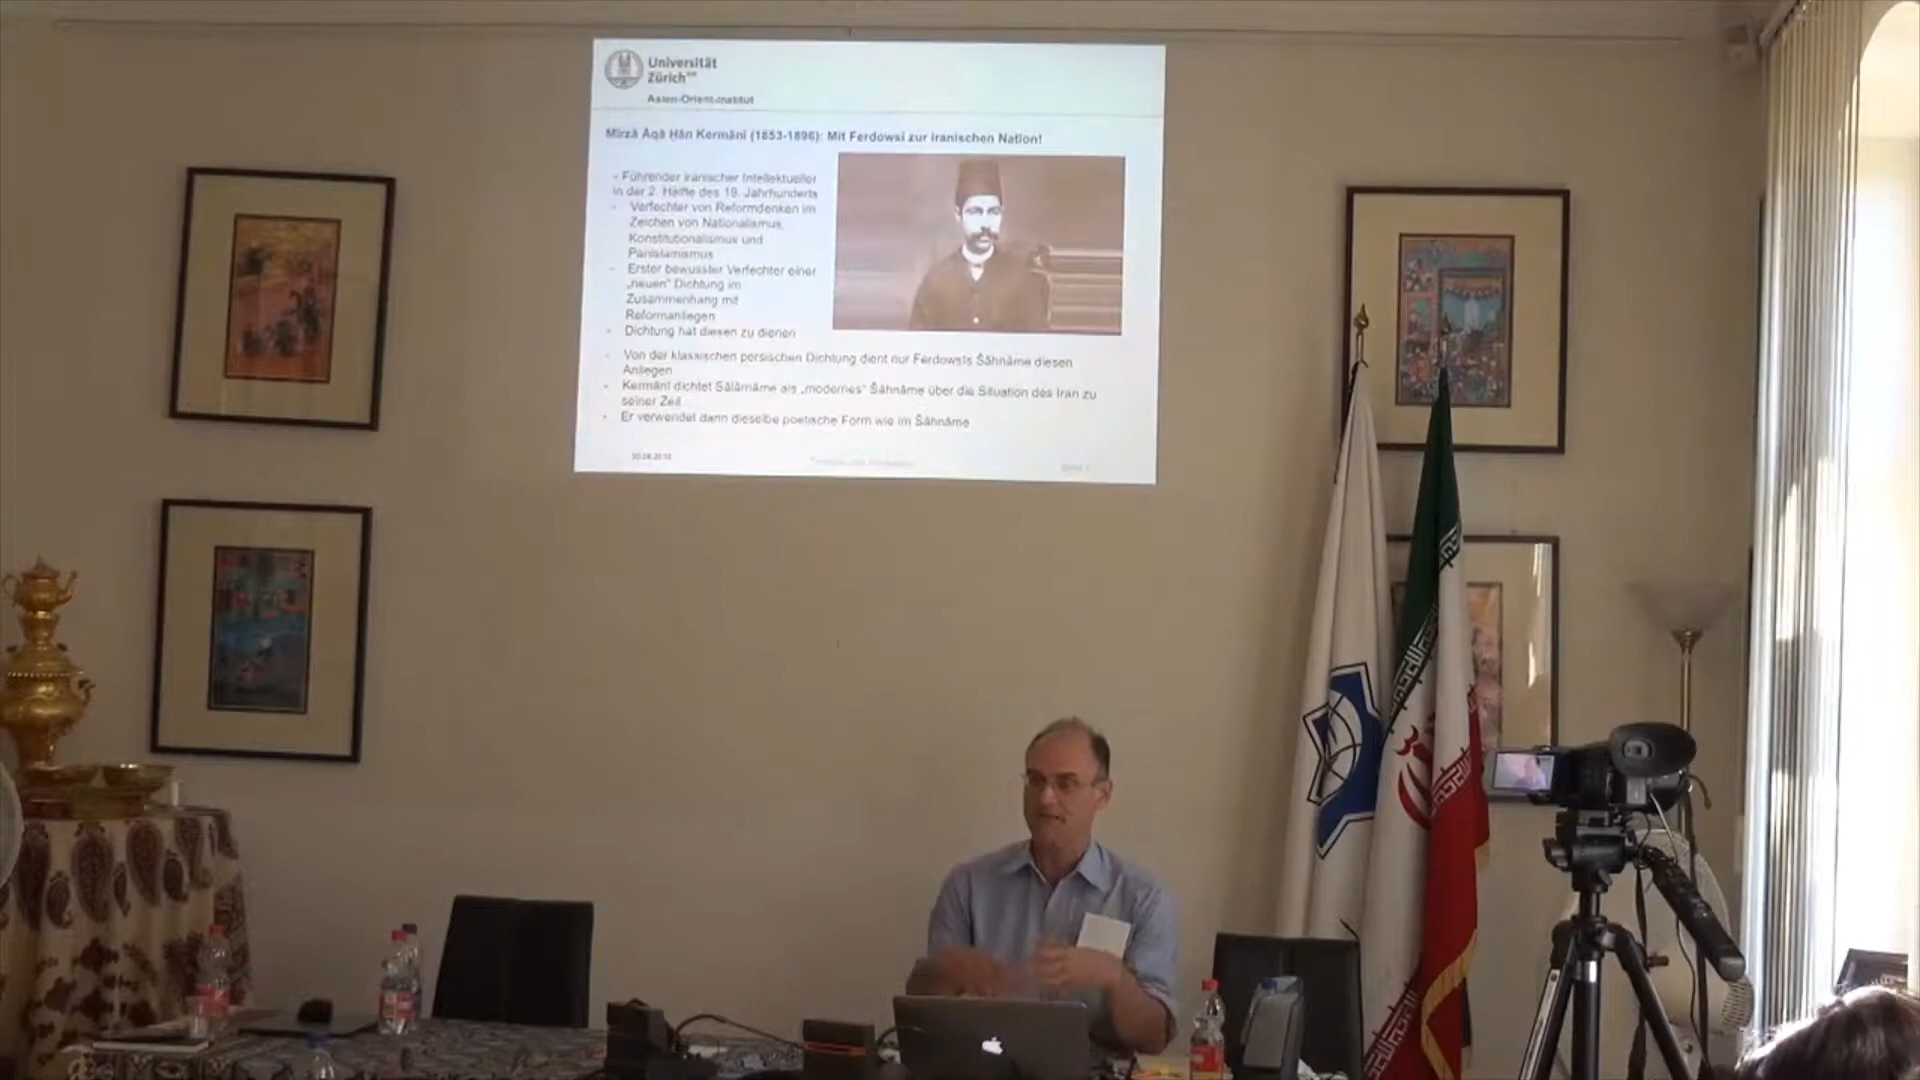 Universität
Zürich
Asien-Orient-Institut
Mīrzā Āqā Ḫān Kermānī (1853-1896): Mit Ferdowsi zur iranischen Nation!
- Führender iranischer Intellektueller
in der 2. Hälfte des 19. Jahrhunderts
- Verfechter von Reformdenken im
Zeichen von Nationalismus,
Konstitutionalismus und
Panislamismus
- Erster bewusster Verfechter einer
„neuen“ Dichtung im
Zusammenhang mit
Reformanliegen
- Dichtung hat diesen zu dienen
- Von der klassischen persischen Dichtung dient nur Ferdowsīs Šāhnāme diesen
Anliegen
- Kermānī dichtet Sālārnāme als „modernes“ Šāhnāme über die Situation des Iran zu
seiner Zeit
- Er verwendet dann dieselbe poetische Form wie im Šāhnāme